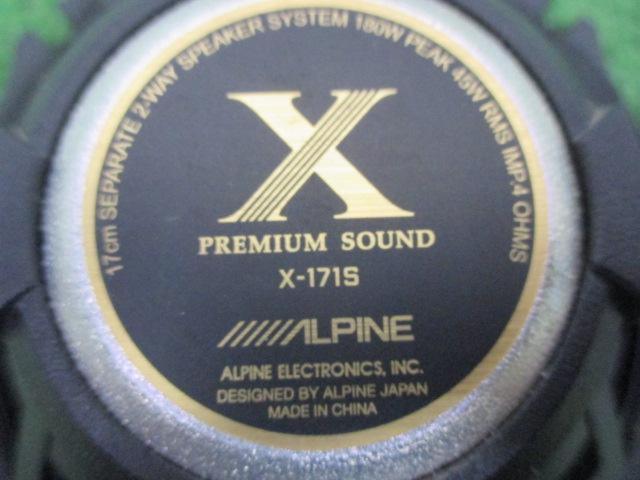 17cm SEPARATE 2-WAY SPEAKER SYSTEM 180W PEAK 45W RMS IMP.4 OHMS
X
PREMIUM SOUND
X-171S
ALPINE
ALPINE ELECTRONICS, INC.
DESIGNED BY ALPINE JAPAN
MADE IN CHINA